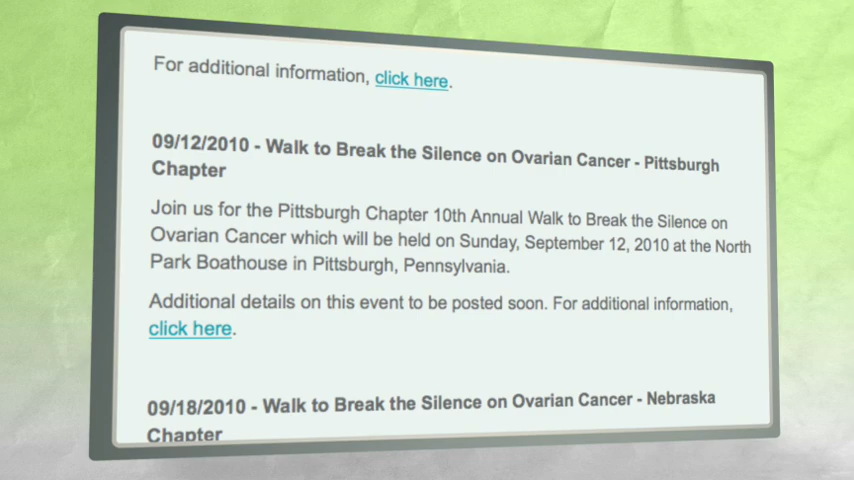 For additional information, click here.
09/12/2010 - Walk to Break the Silence on Ovarian Cancer - Pittsburgh
Chapter
Join us for the Pittsburgh Chapter 10th Annual Walk to Break the Silence on
Ovarian Cancer which will be held on Sunday, September 12, 2010 at the North
Park Boathouse in Pittsburgh, Pennsylvania.
Additional details on this event to be posted soon. For additional information,
click here.
09/18/2010 - Walk to Break the Silence on Ovarian Cancer - Nebraska
Chapter